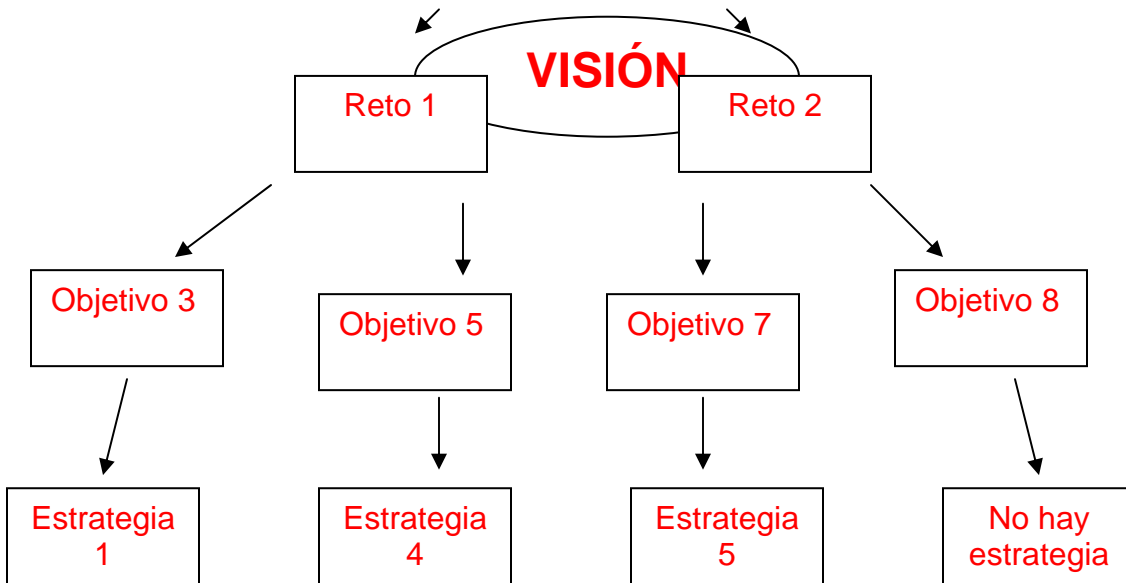 VISIÓN
Reto 1
Reto 2
Objetivo 3
Objetivo 5
Objetivo 7
Objetivo 8
Estrategia
1
Estrategia
4
Estrategia
5
No hay
estrategia